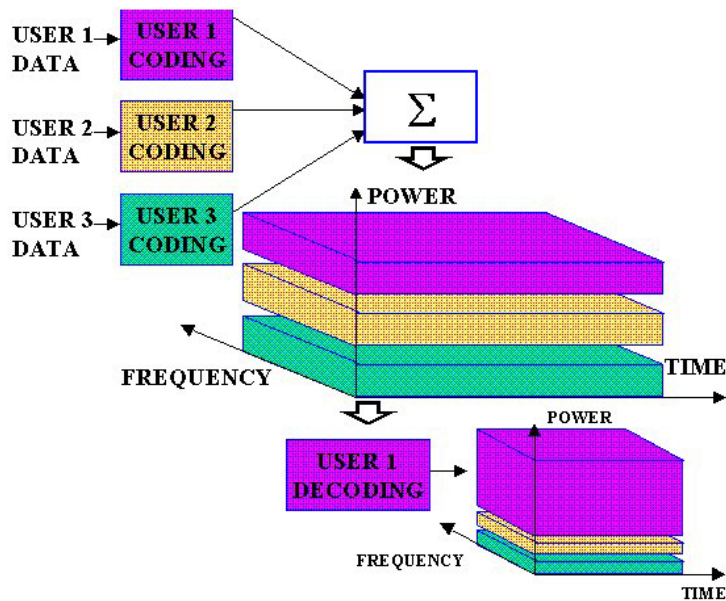 USER 1
DATA
USER 1
CODING
USER 2
DATA
USER 2
CODING
USER 3
DATA
USER 3
CODING
Σ
POWER
FREQUENCY
TIME
USER 1
DECODING
POWER
FREQUENCY
TIME